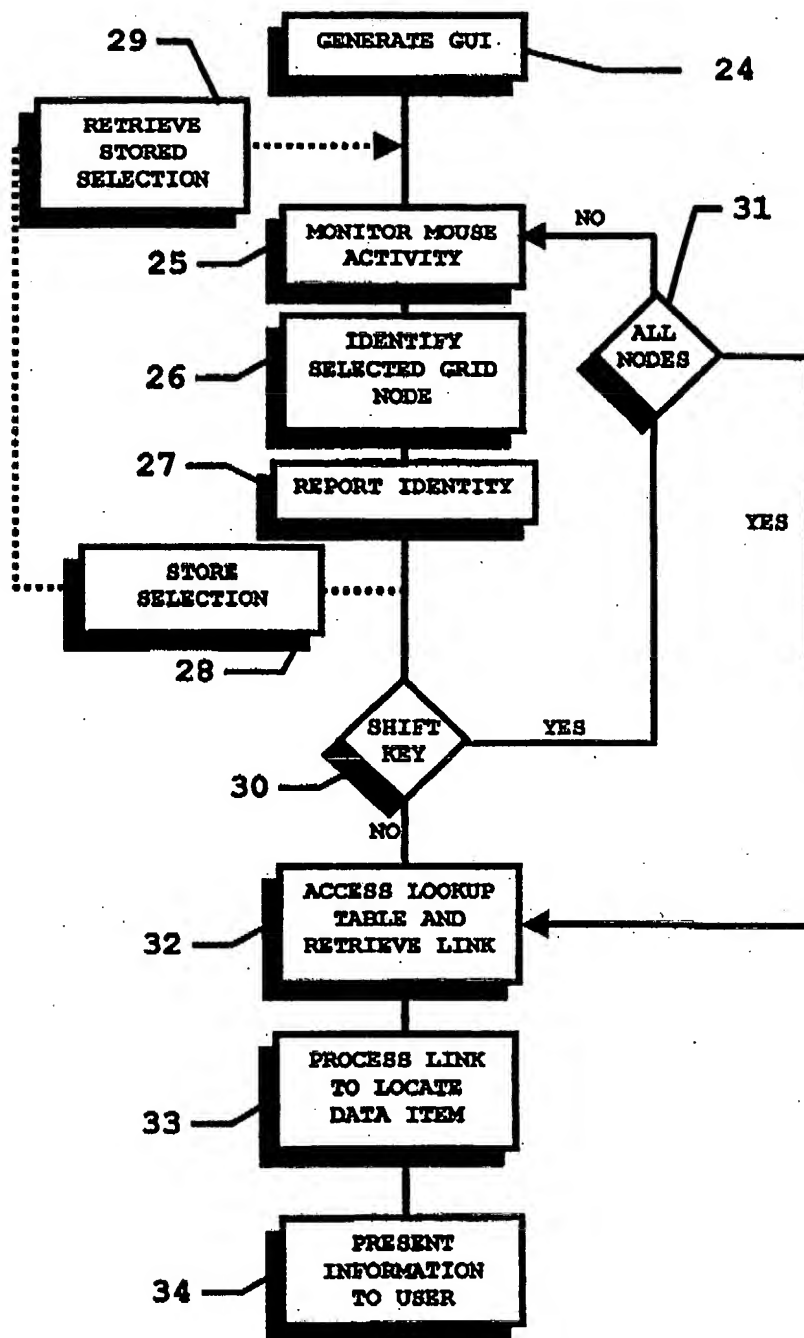 29
GENERATE GUI
24
RETRIEVE
STORED
SELECTION
31
MONITOR MOUSE
ACTIVITY
NO
25
IDENTIFY
SELECTED GRID
NODE
ALL
NODES
26
27
REPORT IDENTITY
YES
STORE
SELECTION
28
SHIFT
KEY
YES
30
NO
ACCESS LOOKUP
TABLE AND
RETRIEVE LINK
32
PROCESS LINK
TO LOCATE
DATA ITEM
33
PRESENT
INFORMATION
TO USER
34